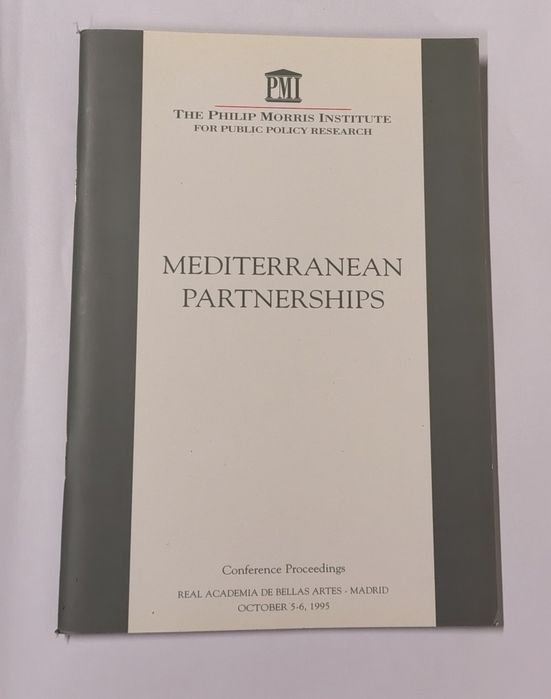 PMI
THE PHILIP MORRIS INSTITUTE
FOR PUBLIC POLICY RESEARCH
MEDITERRANEAN
PARTNERSHIPS
Conference Proceedings
REAL ACADEMIA DE BELLAS ARTES - MADRID
OCTOBER 5-6, 1995